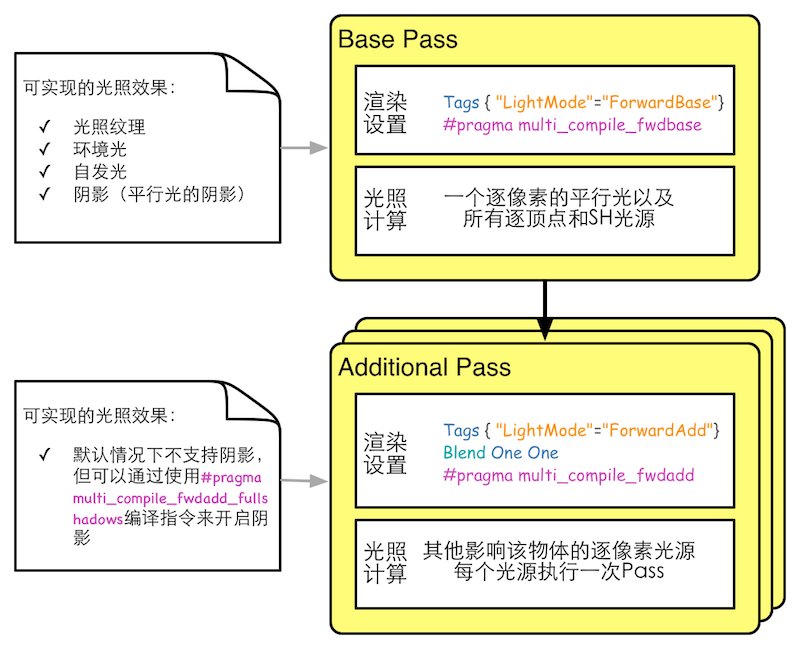 Base Pass
可实现的光照效果：
✓ 光照纹理
✓ 环境光
✓ 自发光
✓ 阴影（平行光的阴影）
渲染
设置
Tags { "LightMode"="ForwardBase"}
#pragma multi_compile_fwdbase
光照
计算
一个逐像素的平行光以及
所有逐顶点和SH光源
Additional Pass
可实现的光照效果：
✓ 默认情况下不支持阴影，
但可以通过使用#pragma
multi_compile_fwdadd_fulls
hadows编译指令来开启阴
影
渲染
设置
Tags { "LightMode"="ForwardAdd"}
Blend One One
#pragma multi_compile_fwdadd
光照
计算
其他影响该物体的逐像素光源
每个光源执行一次Pass